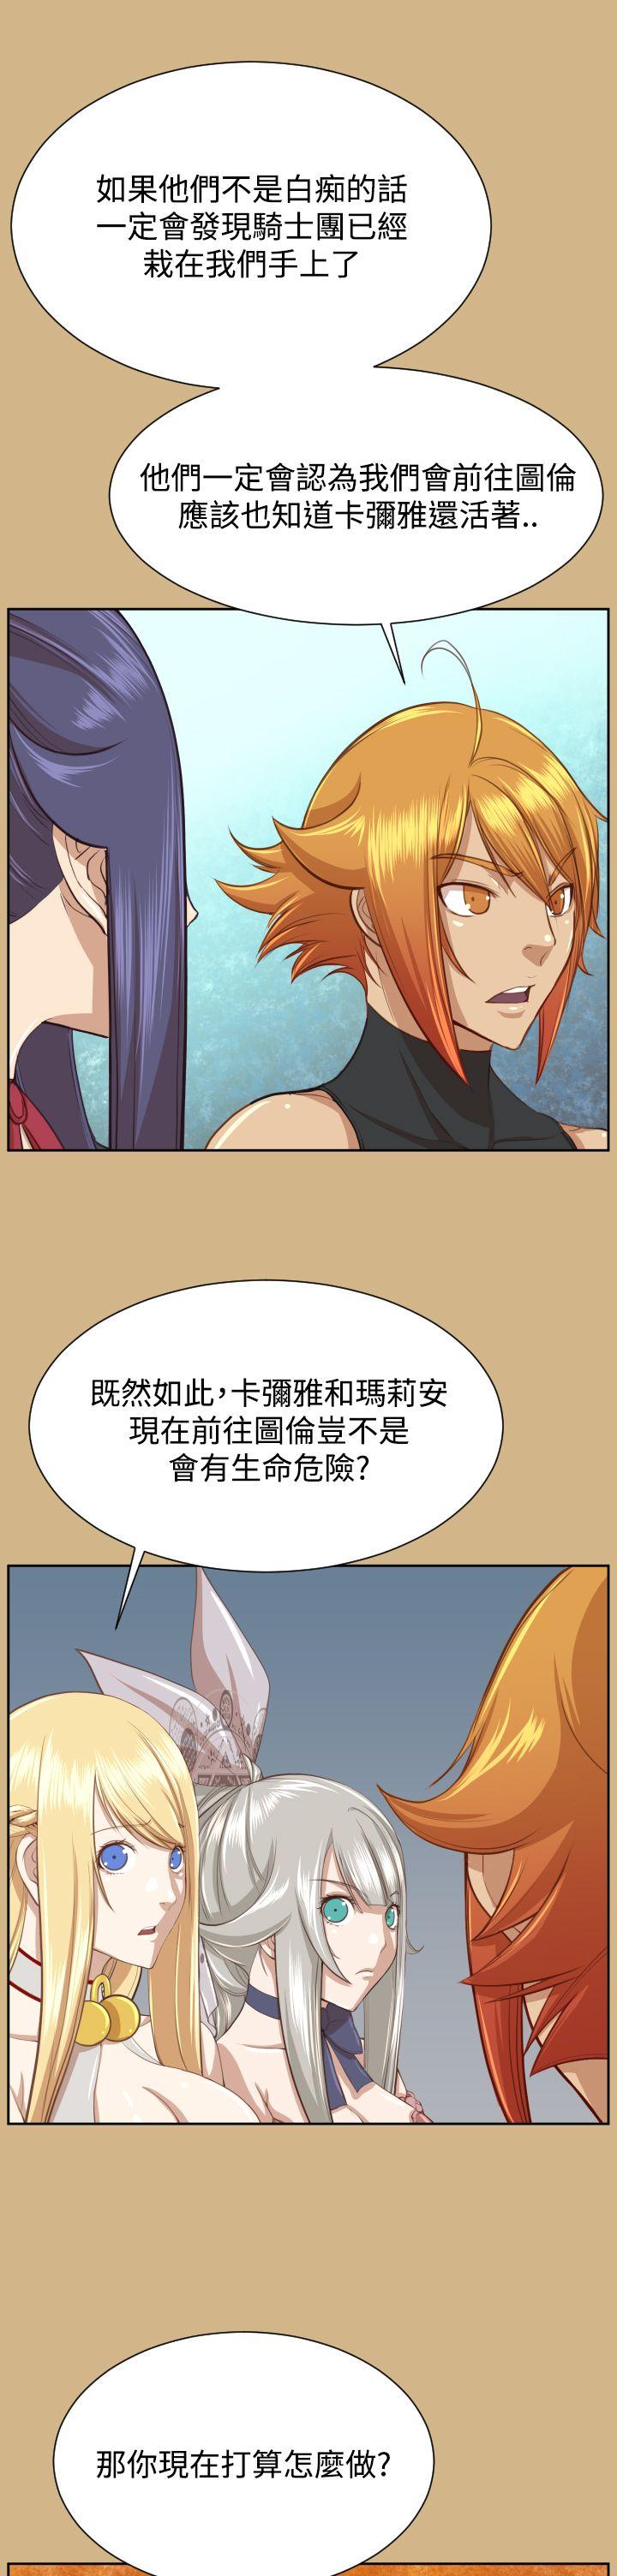 如果他們不是白痴的話
一定會發現騎士團已經
栽在我們手上了
他們一定會認為我們會前往圖倫
應該也知道卡彌雅還活著..
既然如此,卡彌雅和瑪莉安
現在前往圖倫豈不是
會有生命危險?
那你現在打算怎麼做?